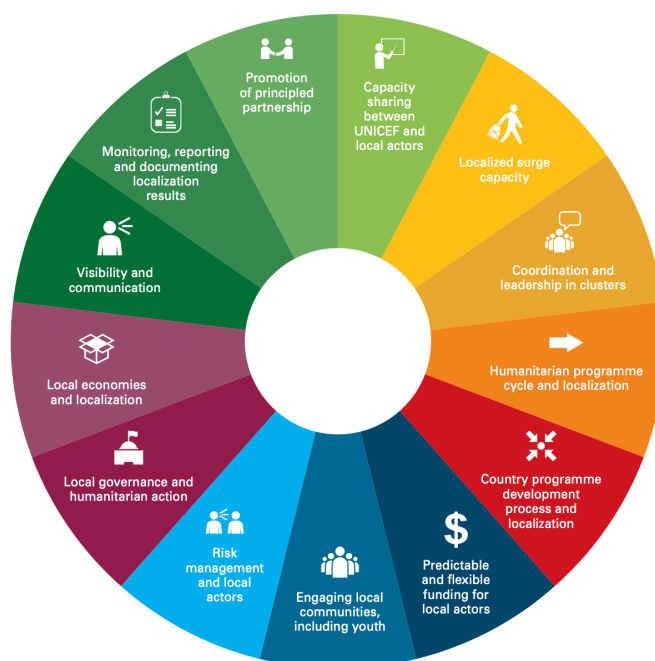 Promotion
of principled
partnership
Capacity
sharing
between
UNICEF and
local actors
Localized surge
capacity
Coordination and
leadership in clusters
Humanitarian programme
cycle and localization
Country programme
development
process and
localization
$
Predictable
and flexible
funding for
local actors
Engaging local
communities,
including youth
Risk
management
and local
actors
Local governance and
humanitarian action
Local economies
and localization
Visibility and
communication
Monitoring, reporting
and documenting
localization
results